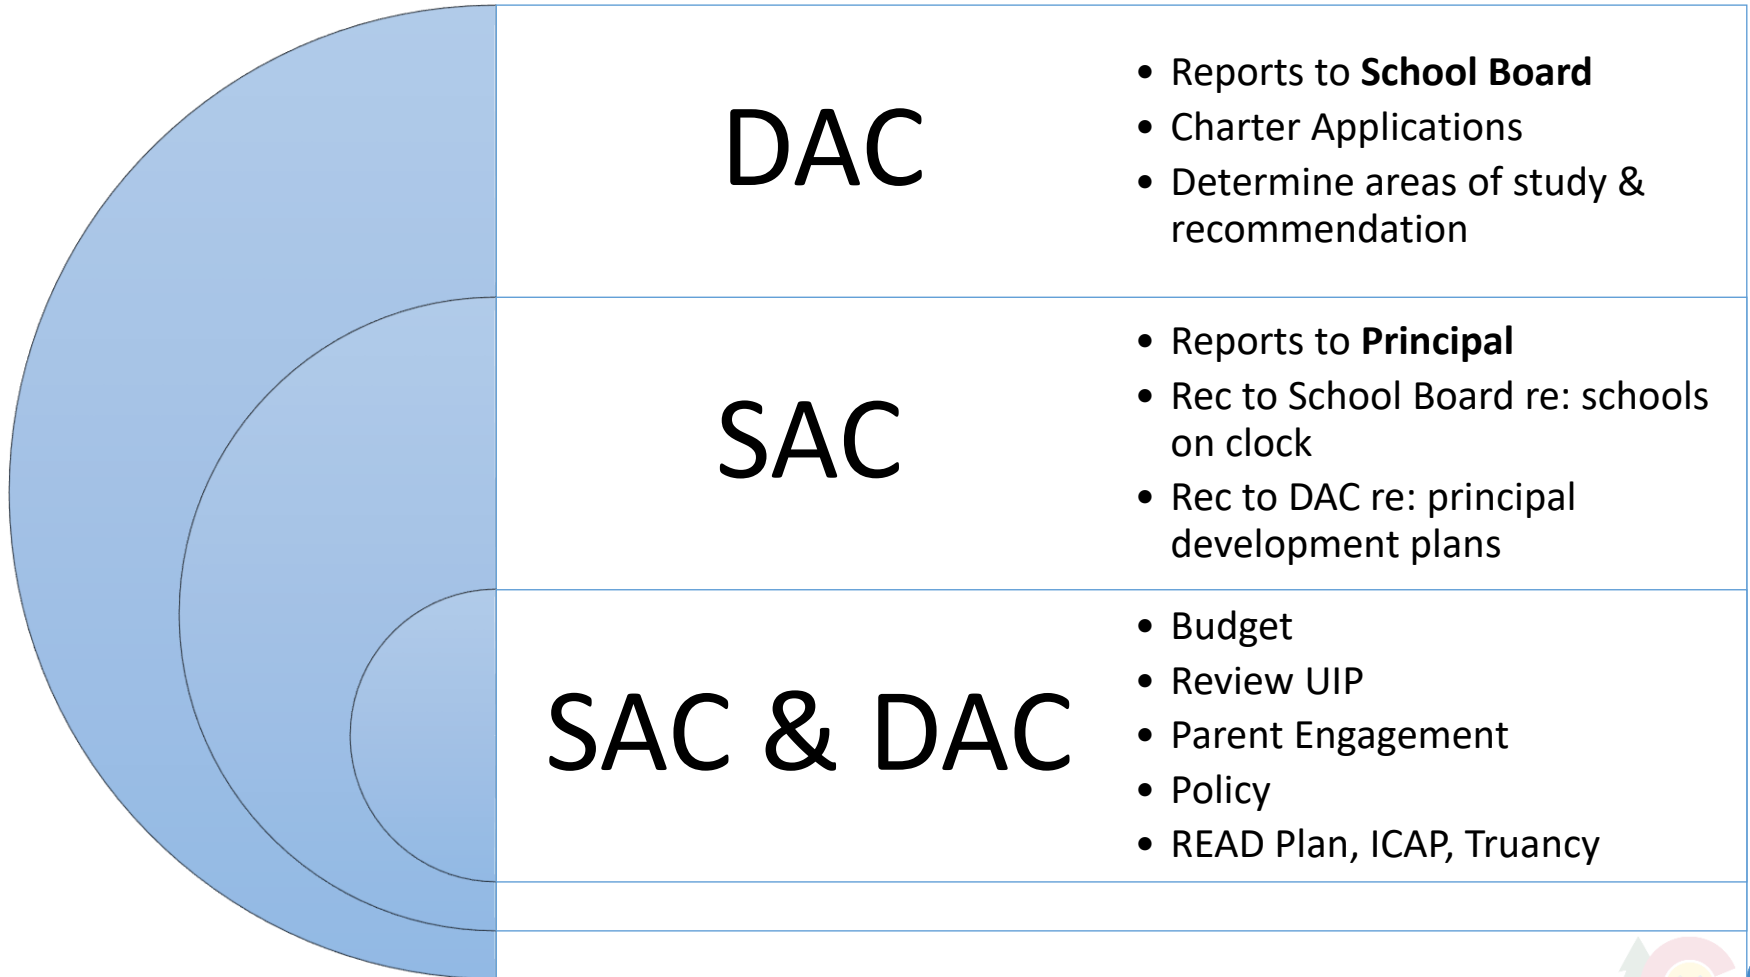 DAC
• Reports to School Board
• Charter Applications
• Determine areas of study &
recommendation
SAC
• Reports to Principal
• Rec to School Board re: schools
on clock
• Rec to DAC re: principal
development plans
SAC & DAC
• Budget
• Review UIP
• Parent Engagement
• Policy
• READ Plan, ICAP, Truancy